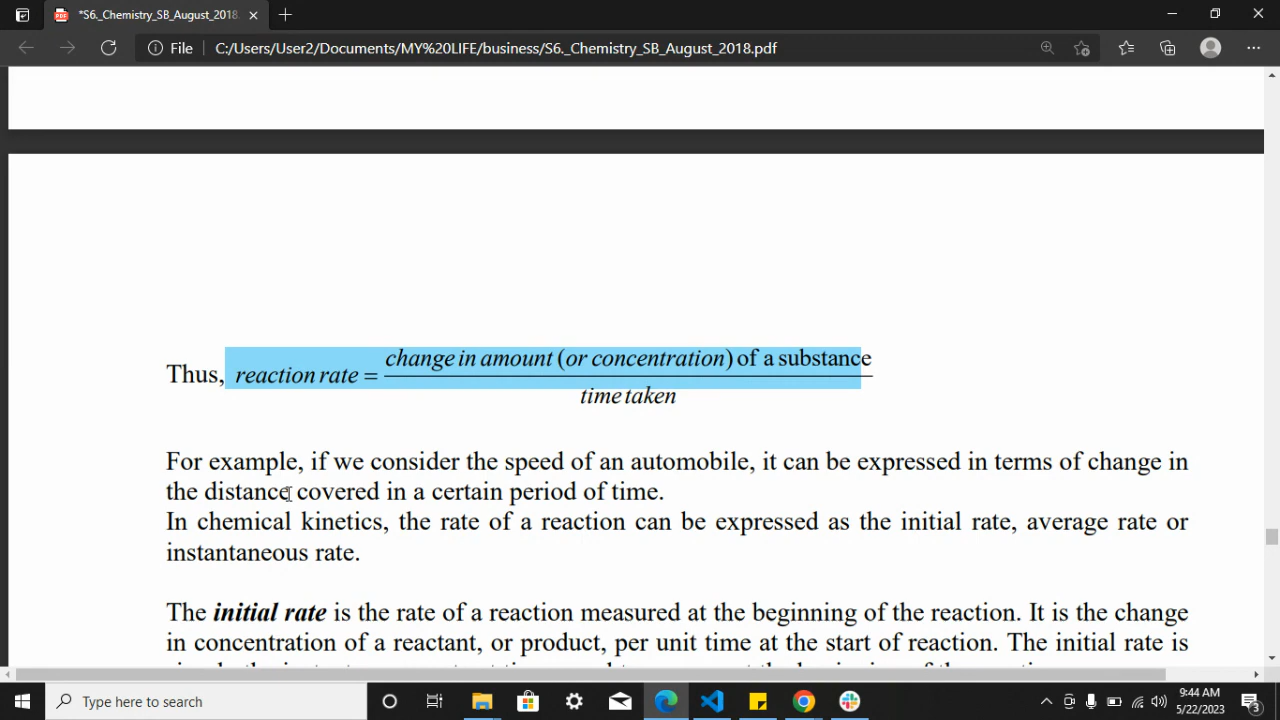 *S6._Chemistry_SB_August_2018.
File
C:/Users/User2/Documents/MY%20LIFE/business/S6._Chemistry_SB_August_2018.pdf
Thus, reaction rate = change in amount (or concentration) of a substance
time taken
For example, if we consider the speed of an automobile, it can be expressed in terms of change in
the distance covered in a certain period of time.
In chemical kinetics, the rate of a reaction can be expressed as the initial rate, average rate or
instantaneous rate.
The initial rate is the rate of a reaction measured at the beginning of the reaction. It is the change
in concentration of a reactant, or product, per unit time at the start of reaction. The initial rate is
Type here to search
9:44 AM
5/22/2023
3